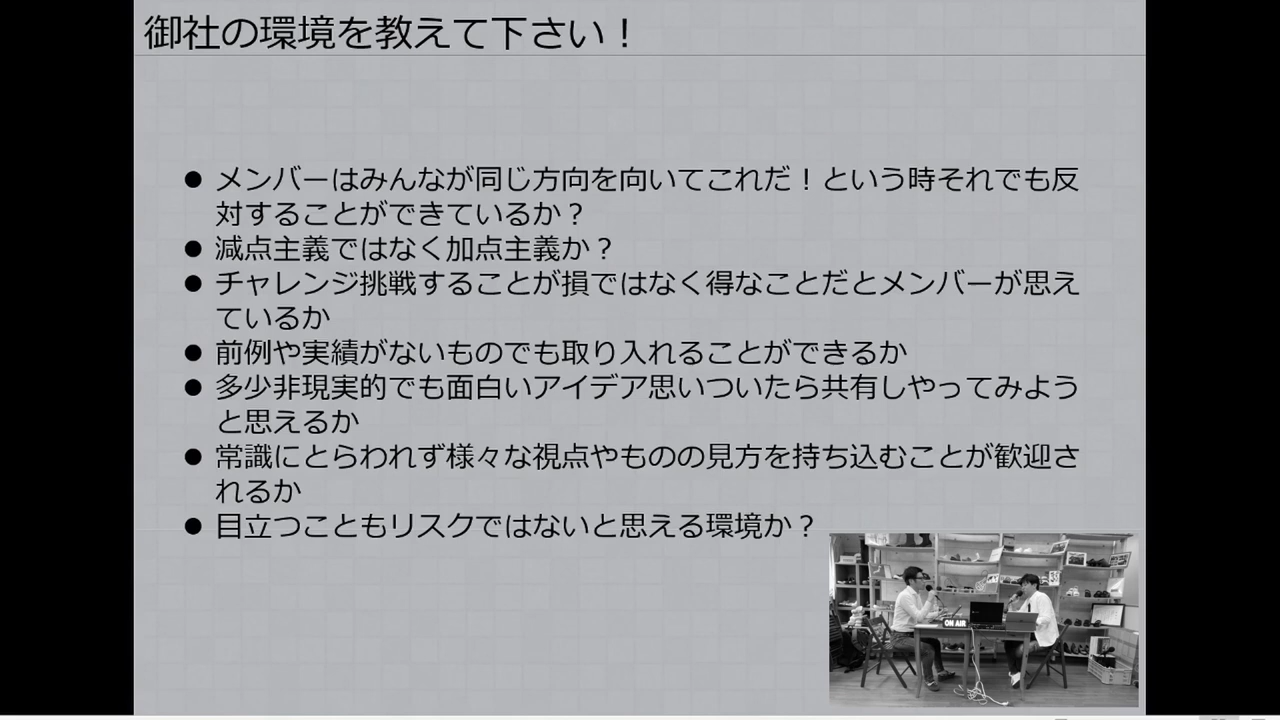 御社の環境を教えて下さい！
● メンバーはみんなが同じ方向を向いてこれだ！という時それでも反
対することができているか？
● 減点主義ではなく加点主義か？
● チャレンジ挑戦することが損ではなく得なことだとメンバーが思え
ているか
● 前例や実績がないものでも取り入れることができるか
● 多少非現実的でも面白いアイデア思いついたら共有しやってみよう
と思えるか
● 常識にとらわれず様々な視点やものの見方を持ち込むことが歓迎さ
れるか
● 目立つこともリスクではないと思える環境か？
ON AIR